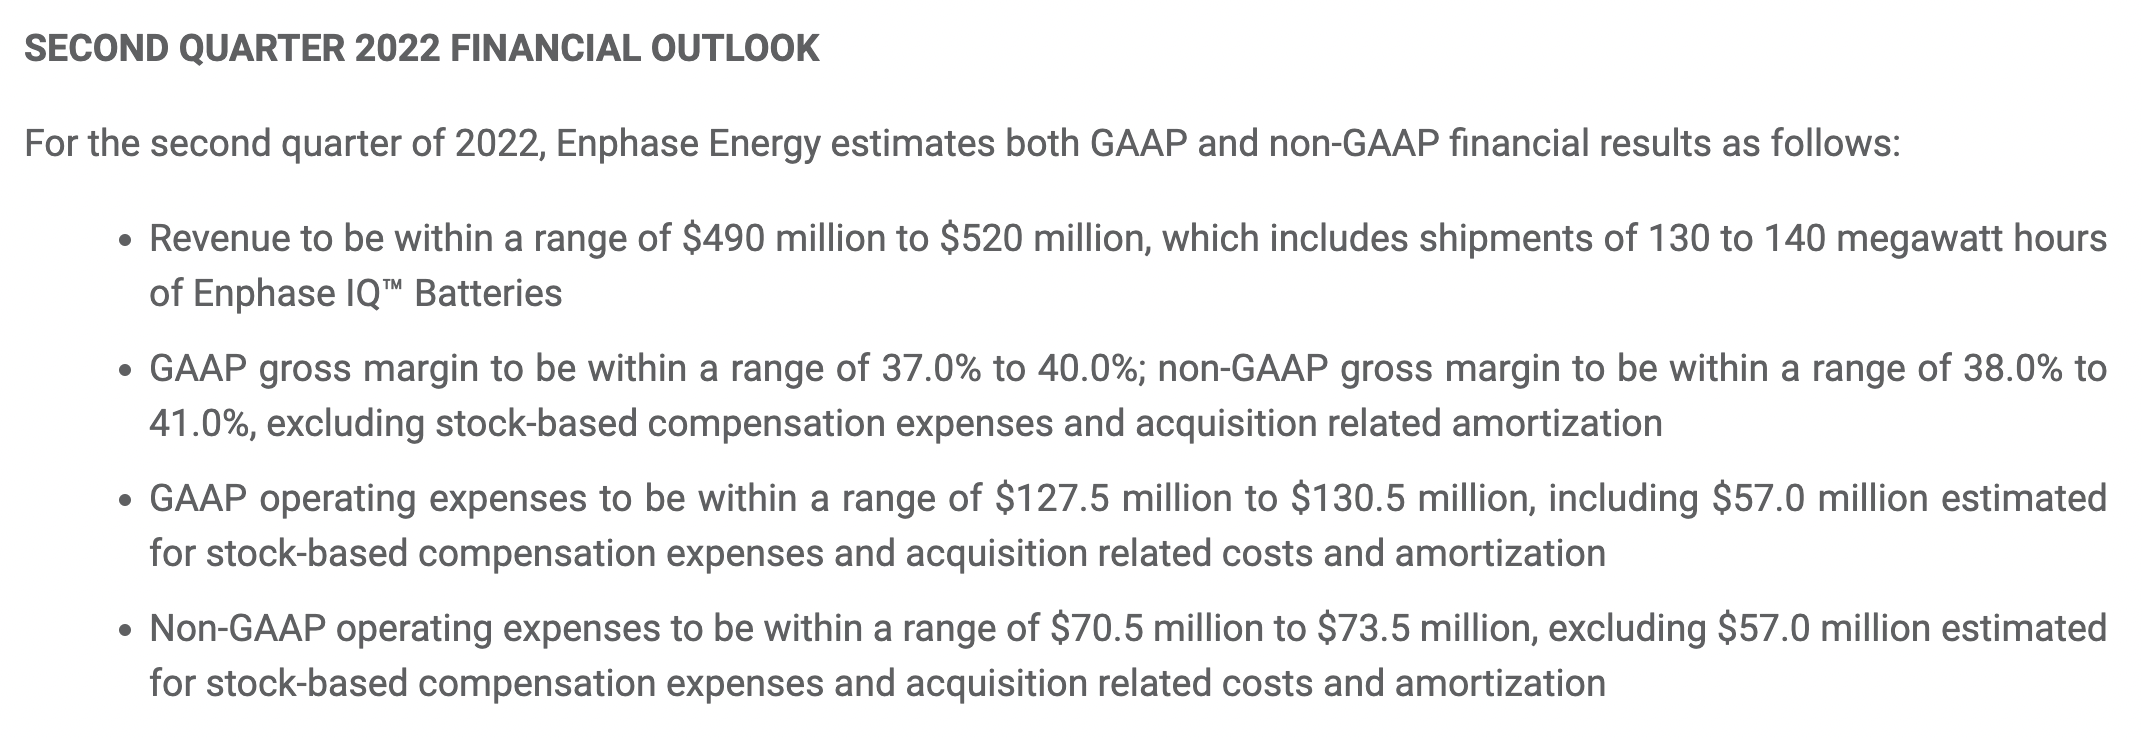 SECOND QUARTER 2022 FINANCIAL OUTLOOK
For the second quarter of 2022, Enphase Energy estimates both GAAP and non-GAAP financial results as follows:
• Revenue to be within a range of $490 million to $520 million, which includes shipments of 130 to 140 megawatt hours
of Enphase IQ™ Batteries
• GAAP gross margin to be within a range of 37.0% to 40.0%; non-GAAP gross margin to be within a range of 38.0% to
41.0%, excluding stock-based compensation expenses and acquisition related amortization
• GAAP operating expenses to be within a range of $127.5 million to $130.5 million, including $57.0 million estimated
for stock-based compensation expenses and acquisition related costs and amortization
• Non-GAAP operating expenses to be within a range of $70.5 million to $73.5 million, excluding $57.0 million estimated
for stock-based compensation expenses and acquisition related costs and amortization